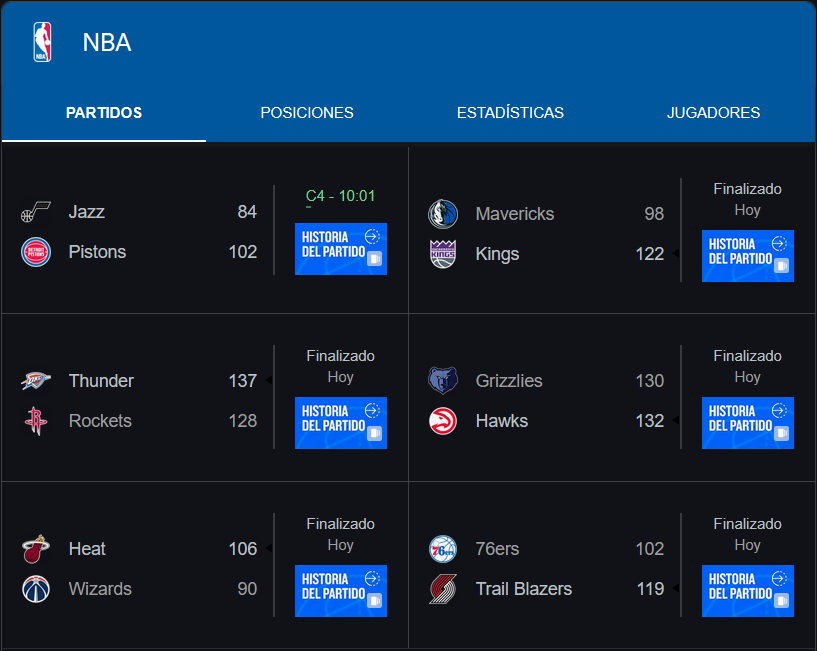 NBA
PARTIDOS POSICIONES ESTADÍSTICAS JUGADORES
Jazz 84
Pistons 102
C4 - 10:01
HISTORIA
DEL PARTIDO
Mavericks 98
Kings 122
Finalizado
Hoy
HISTORIA
DEL PARTIDO
Thunder 137
Rockets 128
Finalizado
Hoy
HISTORIA
DEL PARTIDO
Grizzlies 130
Hawks 132
Finalizado
Hoy
HISTORIA
DEL PARTIDO
Heat 106
Wizards 90
Finalizado
Hoy
HISTORIA
DEL PARTIDO
76ers 102
Trail Blazers 119
Finalizado
Hoy
HISTORIA
DEL PARTIDO